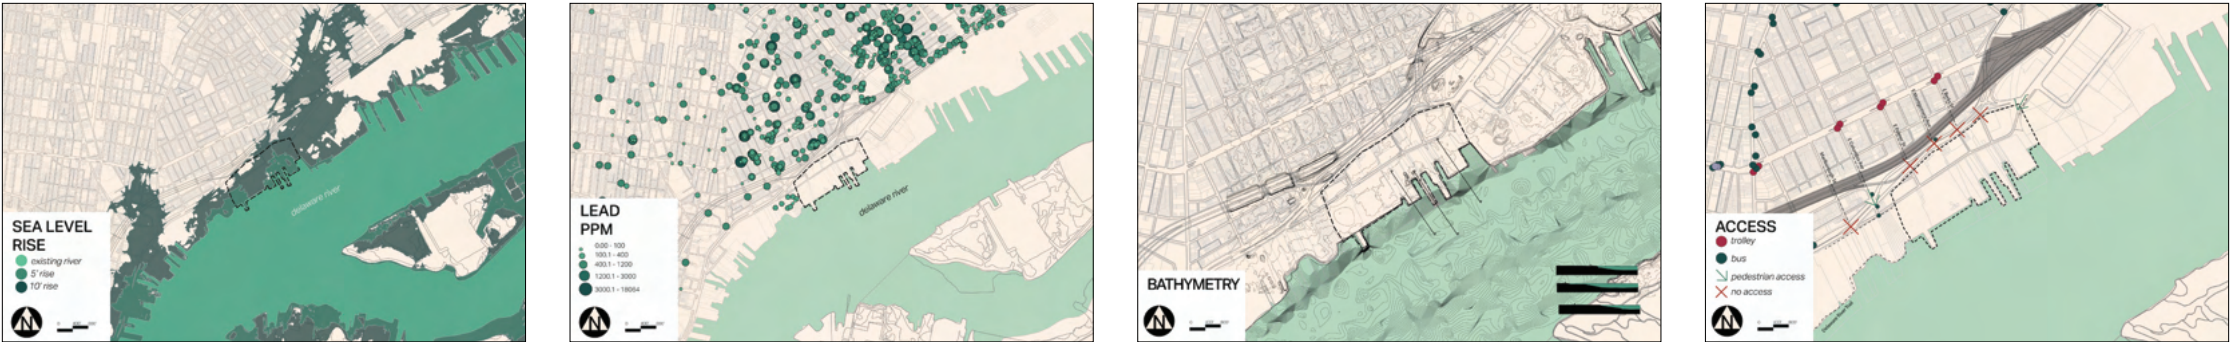 delaware river
SEA LEVEL
RISE
existing river
5' rise
10' rise
N
delaware river
LEAD
PPM
0.00 - 100
100.1 - 400
400.1 - 1200
1200.1 - 3000
3000.1 - 18064
N
BATHYMETRY
N
ACCESS
trolley
bus
pedestrian access
no access
N